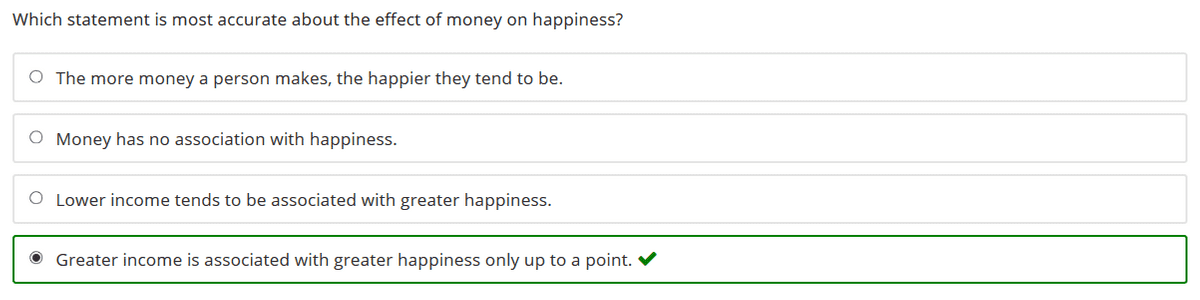 Which statement is most accurate about the effect of money on happiness?
The more money a person makes, the happier they tend to be.
Money has no association with happiness.
Lower income tends to be associated with greater happiness.
Greater income is associated with greater happiness only up to a point.